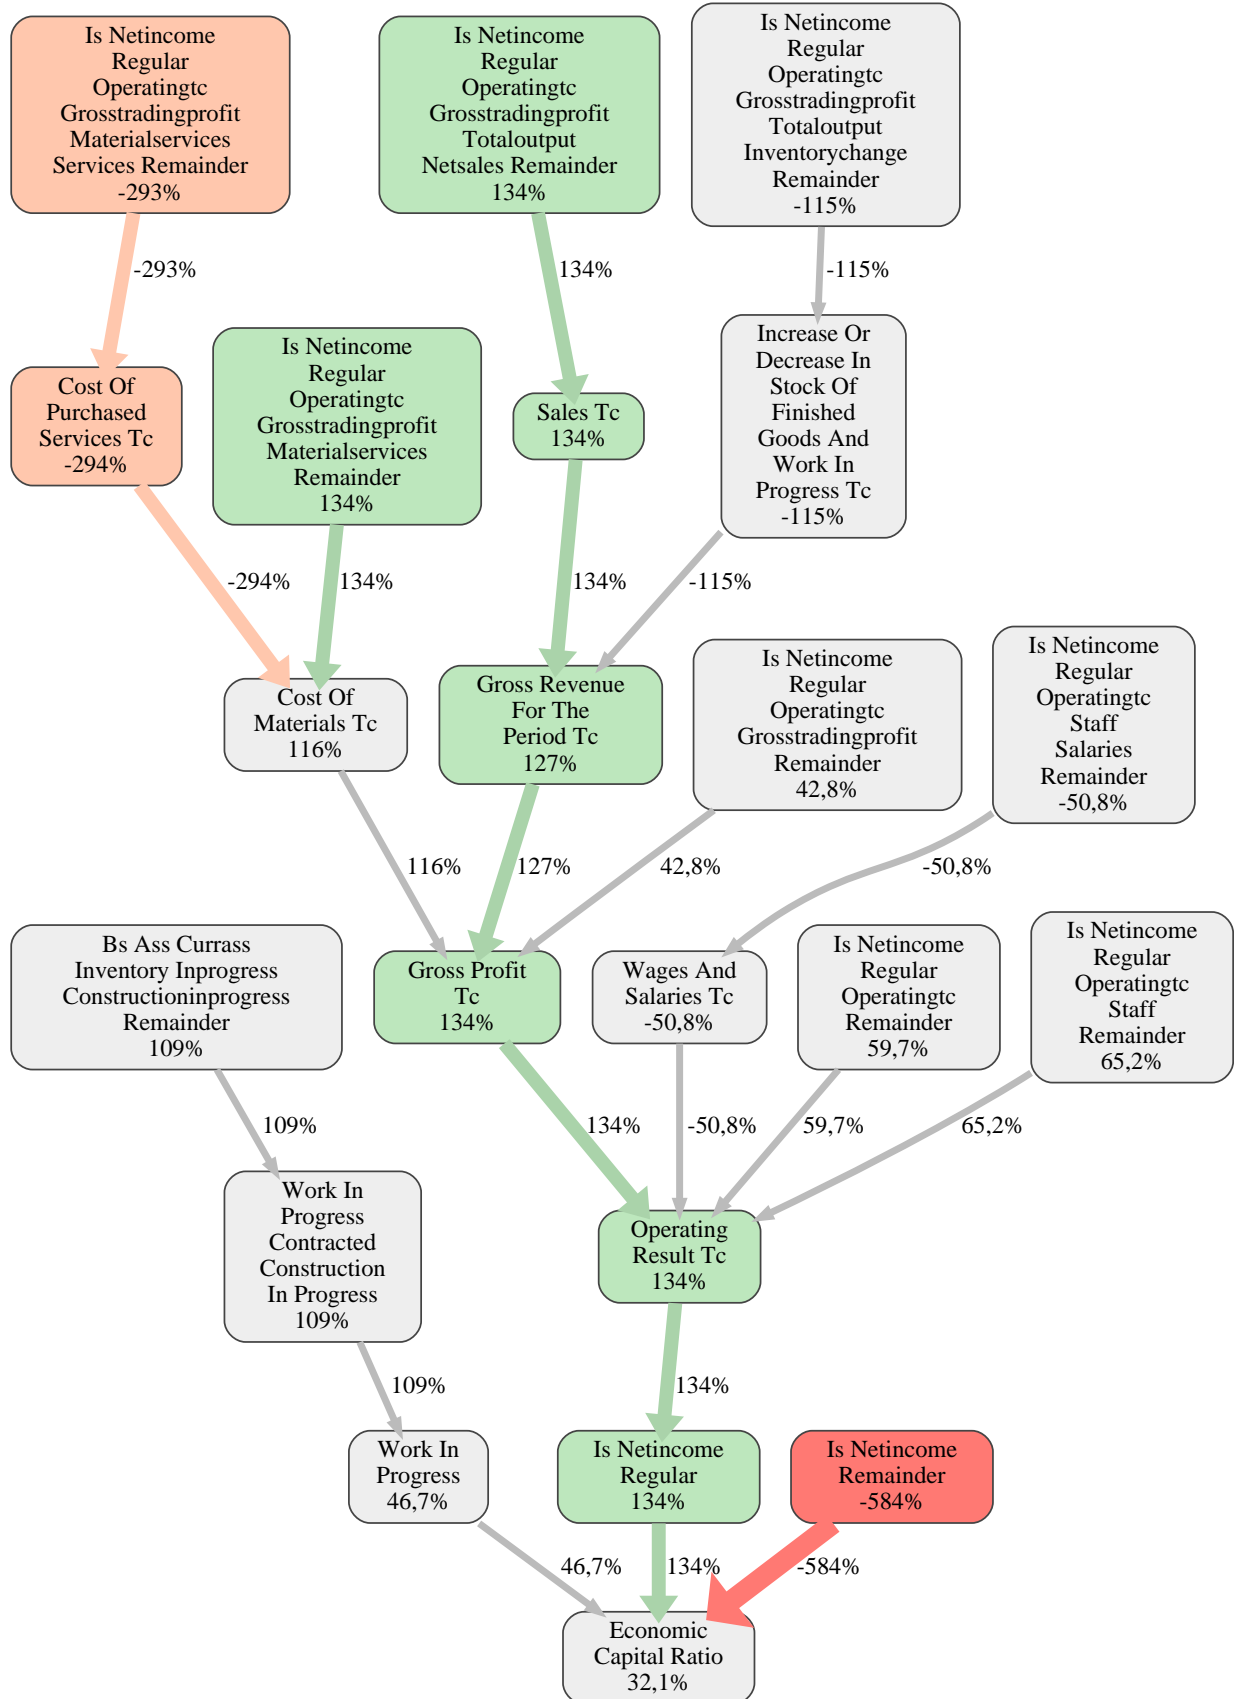 Is Netincome
Regular
Operatingtc
Grosstradingprofit
Materialservices
Services Remainder
-293%
Is Netincome
Regular
Operatingtc
Grosstradingprofit
Totaloutput
Netsales Remainder
134%
Is Netincome
Regular
Operatingtc
Grosstradingprofit
Totaloutput
Inventorychange
Remainder
-115%
-293%
134%
-115%
Cost Of
Purchased
Services Tc
-294%
Is Netincome
Regular
Operatingtc
Grosstradingprofit
Materialservices
Remainder
134%
Sales Tc
134%
Increase Or
Decrease In
Stock Of
Finished
Goods And
Work In
Progress Tc
-115%
-294%
134%
134%
-115%
Cost Of
Materials Tc
116%
Gross Revenue
For The
Period Tc
127%
Is Netincome
Regular
Operatingtc
Grosstradingprofit
Remainder
42,8%
Is Netincome
Regular
Operatingtc
Staff
Salaries
Remainder
-50,8%
116%
127%
42,8%
-50,8%
Bs Ass Currass
Inventory Inprogress
Constructioninprogress
Remainder
109%
Gross Profit
Tc
134%
Wages And
Salaries Tc
-50,8%
Is Netincome
Regular
Operatingtc
Remainder
59,7%
Is Netincome
Regular
Operatingtc
Staff
Remainder
65,2%
109%
134%
-50,8%
59,7%
65,2%
Work In
Progress
Contracted
Construction
In Progress
109%
Operating
Result Tc
134%
109%
134%
Work In
Progress
46,7%
Is Netincome
Regular
134%
Is Netincome
Remainder
-584%
46,7%
134%
-584%
Economic
Capital Ratio
32,1%